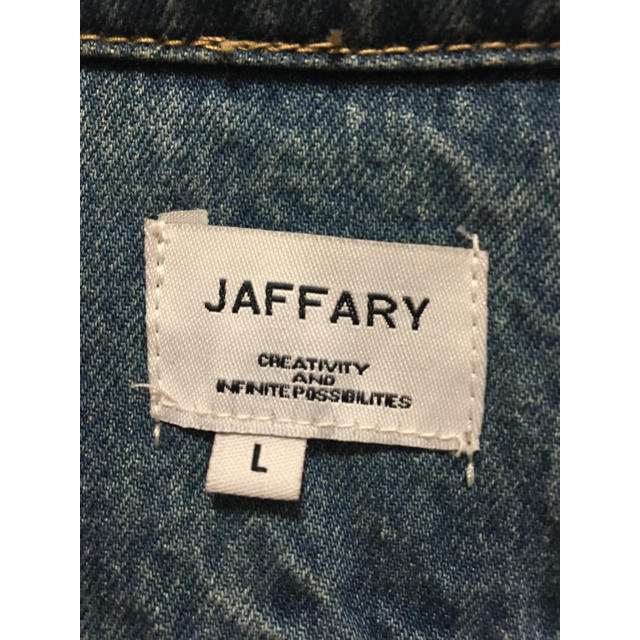 JAFFARY
CREATIVITY
AND
INFINITE POSSIBILITIES
L